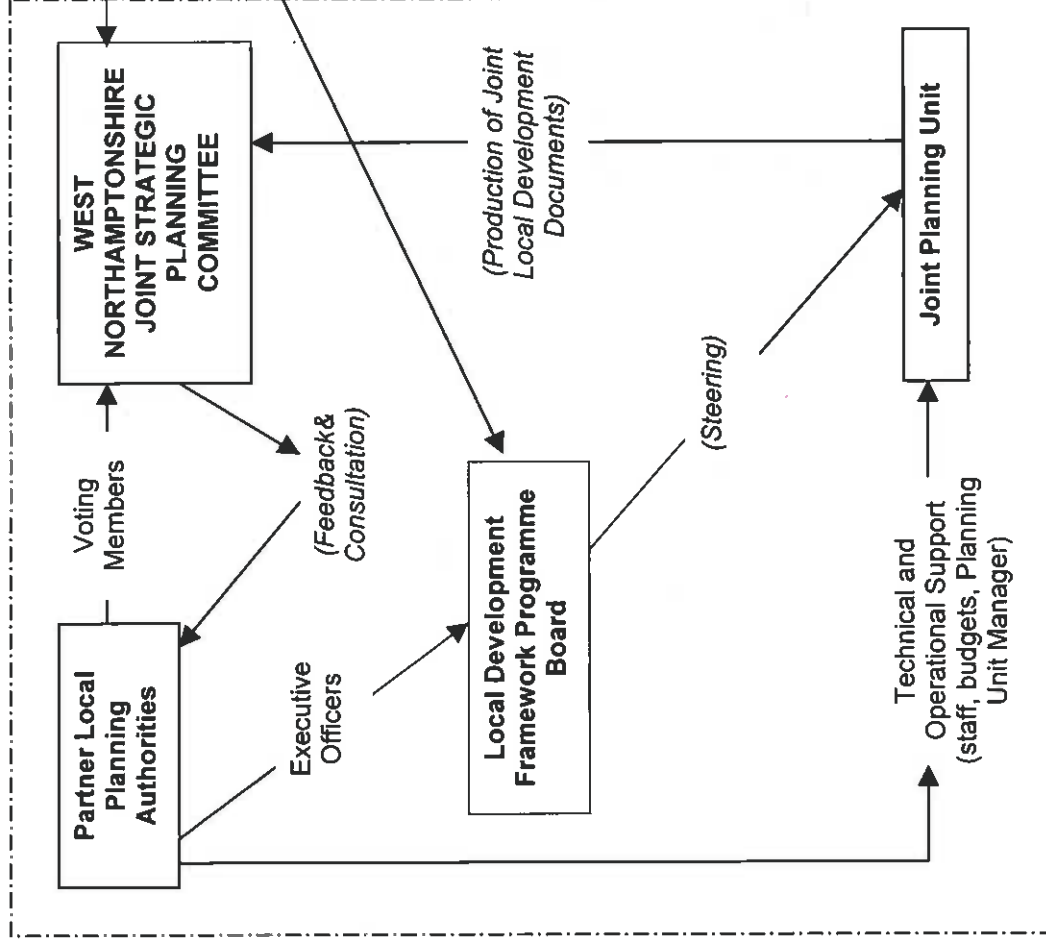 Partner Local
Planning
Authorities
Voting
Members
WEST
NORTHAMPTONSHIRE
JOINT STRATEGIC
PLANNING
COMMITTEE
(Feedback&
Consultation)
Executive
Officers
Local Development
Framework Programme
Board
(Production of Joint
Local Development
Documents)
(Steering)
Technical and
Operational Support
(staff, budgets, Planning
Unit Manager)
Joint Planning Unit